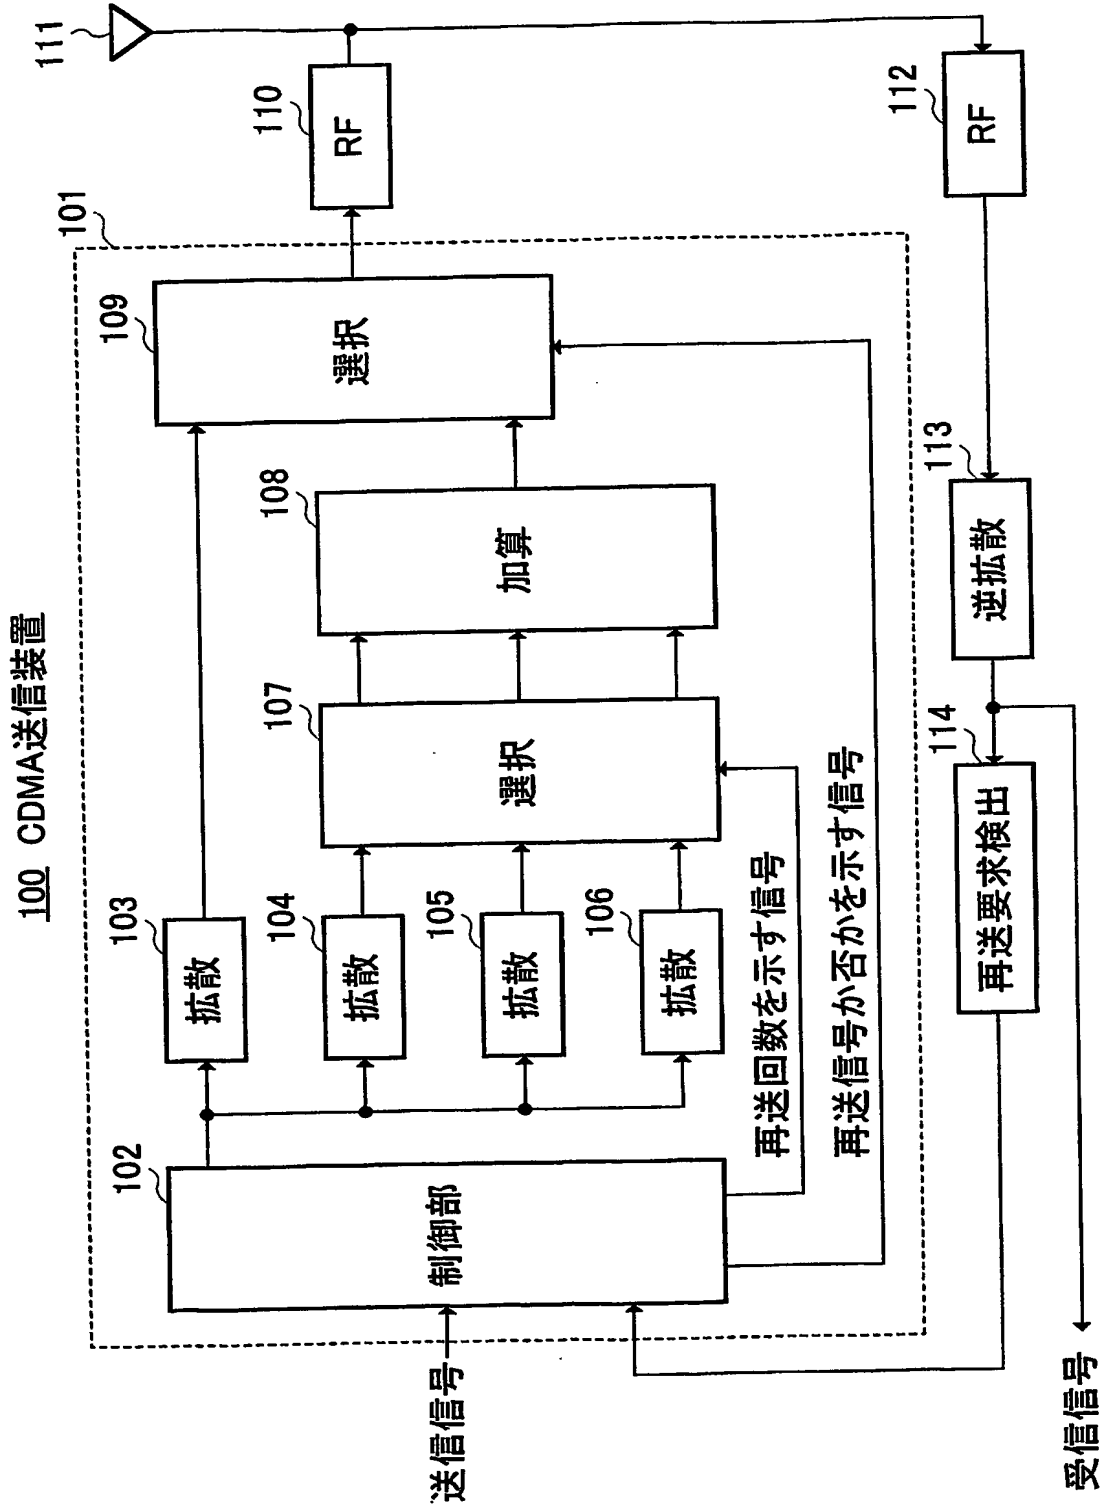 100 CDMA送信装置
101
102
制御部
103
拡散
104
拡散
105
拡散
106
拡散
107
選択
108
加算
109
選択
110
RF
111
112
RF
113
逆拡散
114
再送要求検出
再送回数を示す信号
再送信号か否かを示す信号
送信信号
受信信号